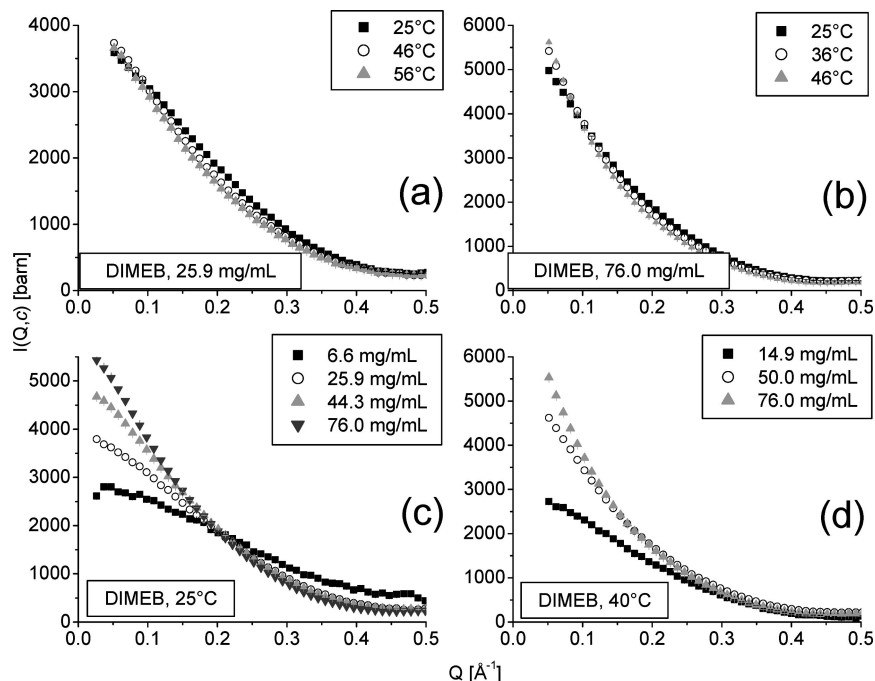 4000
3000
2000
1000
0
0.0 0.1 0.2 0.3 0.4 0.5
25°C
46°C
56°C
(a)
DIMEB, 25.9 mg/mL
6000
5000
4000
3000
2000
1000
0
0.0 0.1 0.2 0.3 0.4 0.5
25°C
36°C
46°C
(b)
DIMEB, 76.0 mg/mL
I(Q,c) [barn]
5000
4000
3000
2000
1000
0
0.0 0.1 0.2 0.3 0.4 0.5
6.6 mg/mL
25.9 mg/mL
44.3 mg/mL
76.0 mg/mL
(c)
DIMEB, 25°C
6000
5000
4000
3000
2000
1000
0
0.0 0.1 0.2 0.3 0.4 0.5
14.9 mg/mL
50.0 mg/mL
76.0 mg/mL
(d)
DIMEB, 40°C
Q [Å⁻¹]